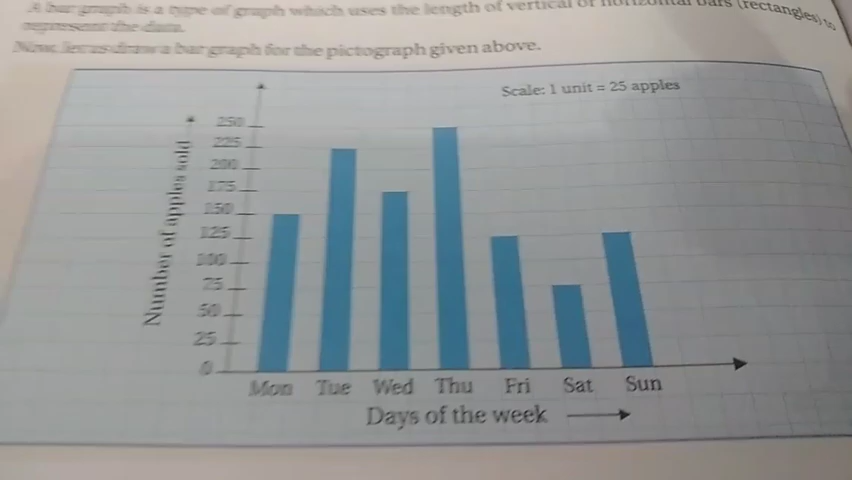 A bar graph is a type of graph which uses the length of vertical or horizontal bars (rectangles) to
represent the data.
Now, let us draw a bar graph for the pictograph given above.
Scale: 1 unit = 25 apples
Number of apples sold
250
225
200
175
150
125
100
75
50
25
0
Mon Tue Wed Thu Fri Sat Sun
Days of the week